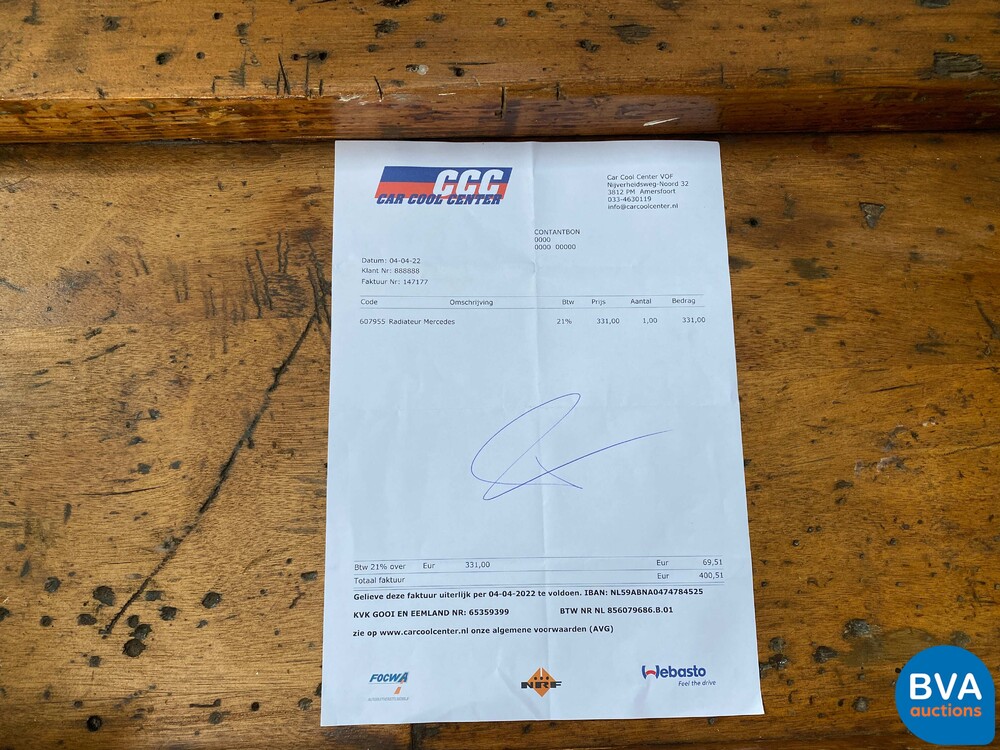 CCC
CAR COOL CENTER
Car Cool Center VOF
Nijverheidsweg-Noord 32
3812 PM Amersfoort
033-4630119
info@carcoolcenter.nl
CONTANTBON
0000
0000 00000
Datum: 04-04-22
Klant Nr: 888888
Faktuur Nr: 147177
Code Omschrijving Btw Prijs Aantal Bedrag
607955 Radiateur Mercedes 21% 331,00 1,00 331,00
Btw 21% over Eur 331,00 Eur 69,51
Totaal faktuur Eur 400,51
Gelieve deze faktuur uiterlijk per 04-04-2022 te voldoen. IBAN: NL59ABNA0474784525
KVK GOOI EN EEMLAND NR: 65359399 BTW NR NL 856079686.B.01
zie op www.carcoolcenter.nl onze algemene voorwaarden (AVG)
FOCWA
NRF
Webasto
Feel the drive
BVA
auctions